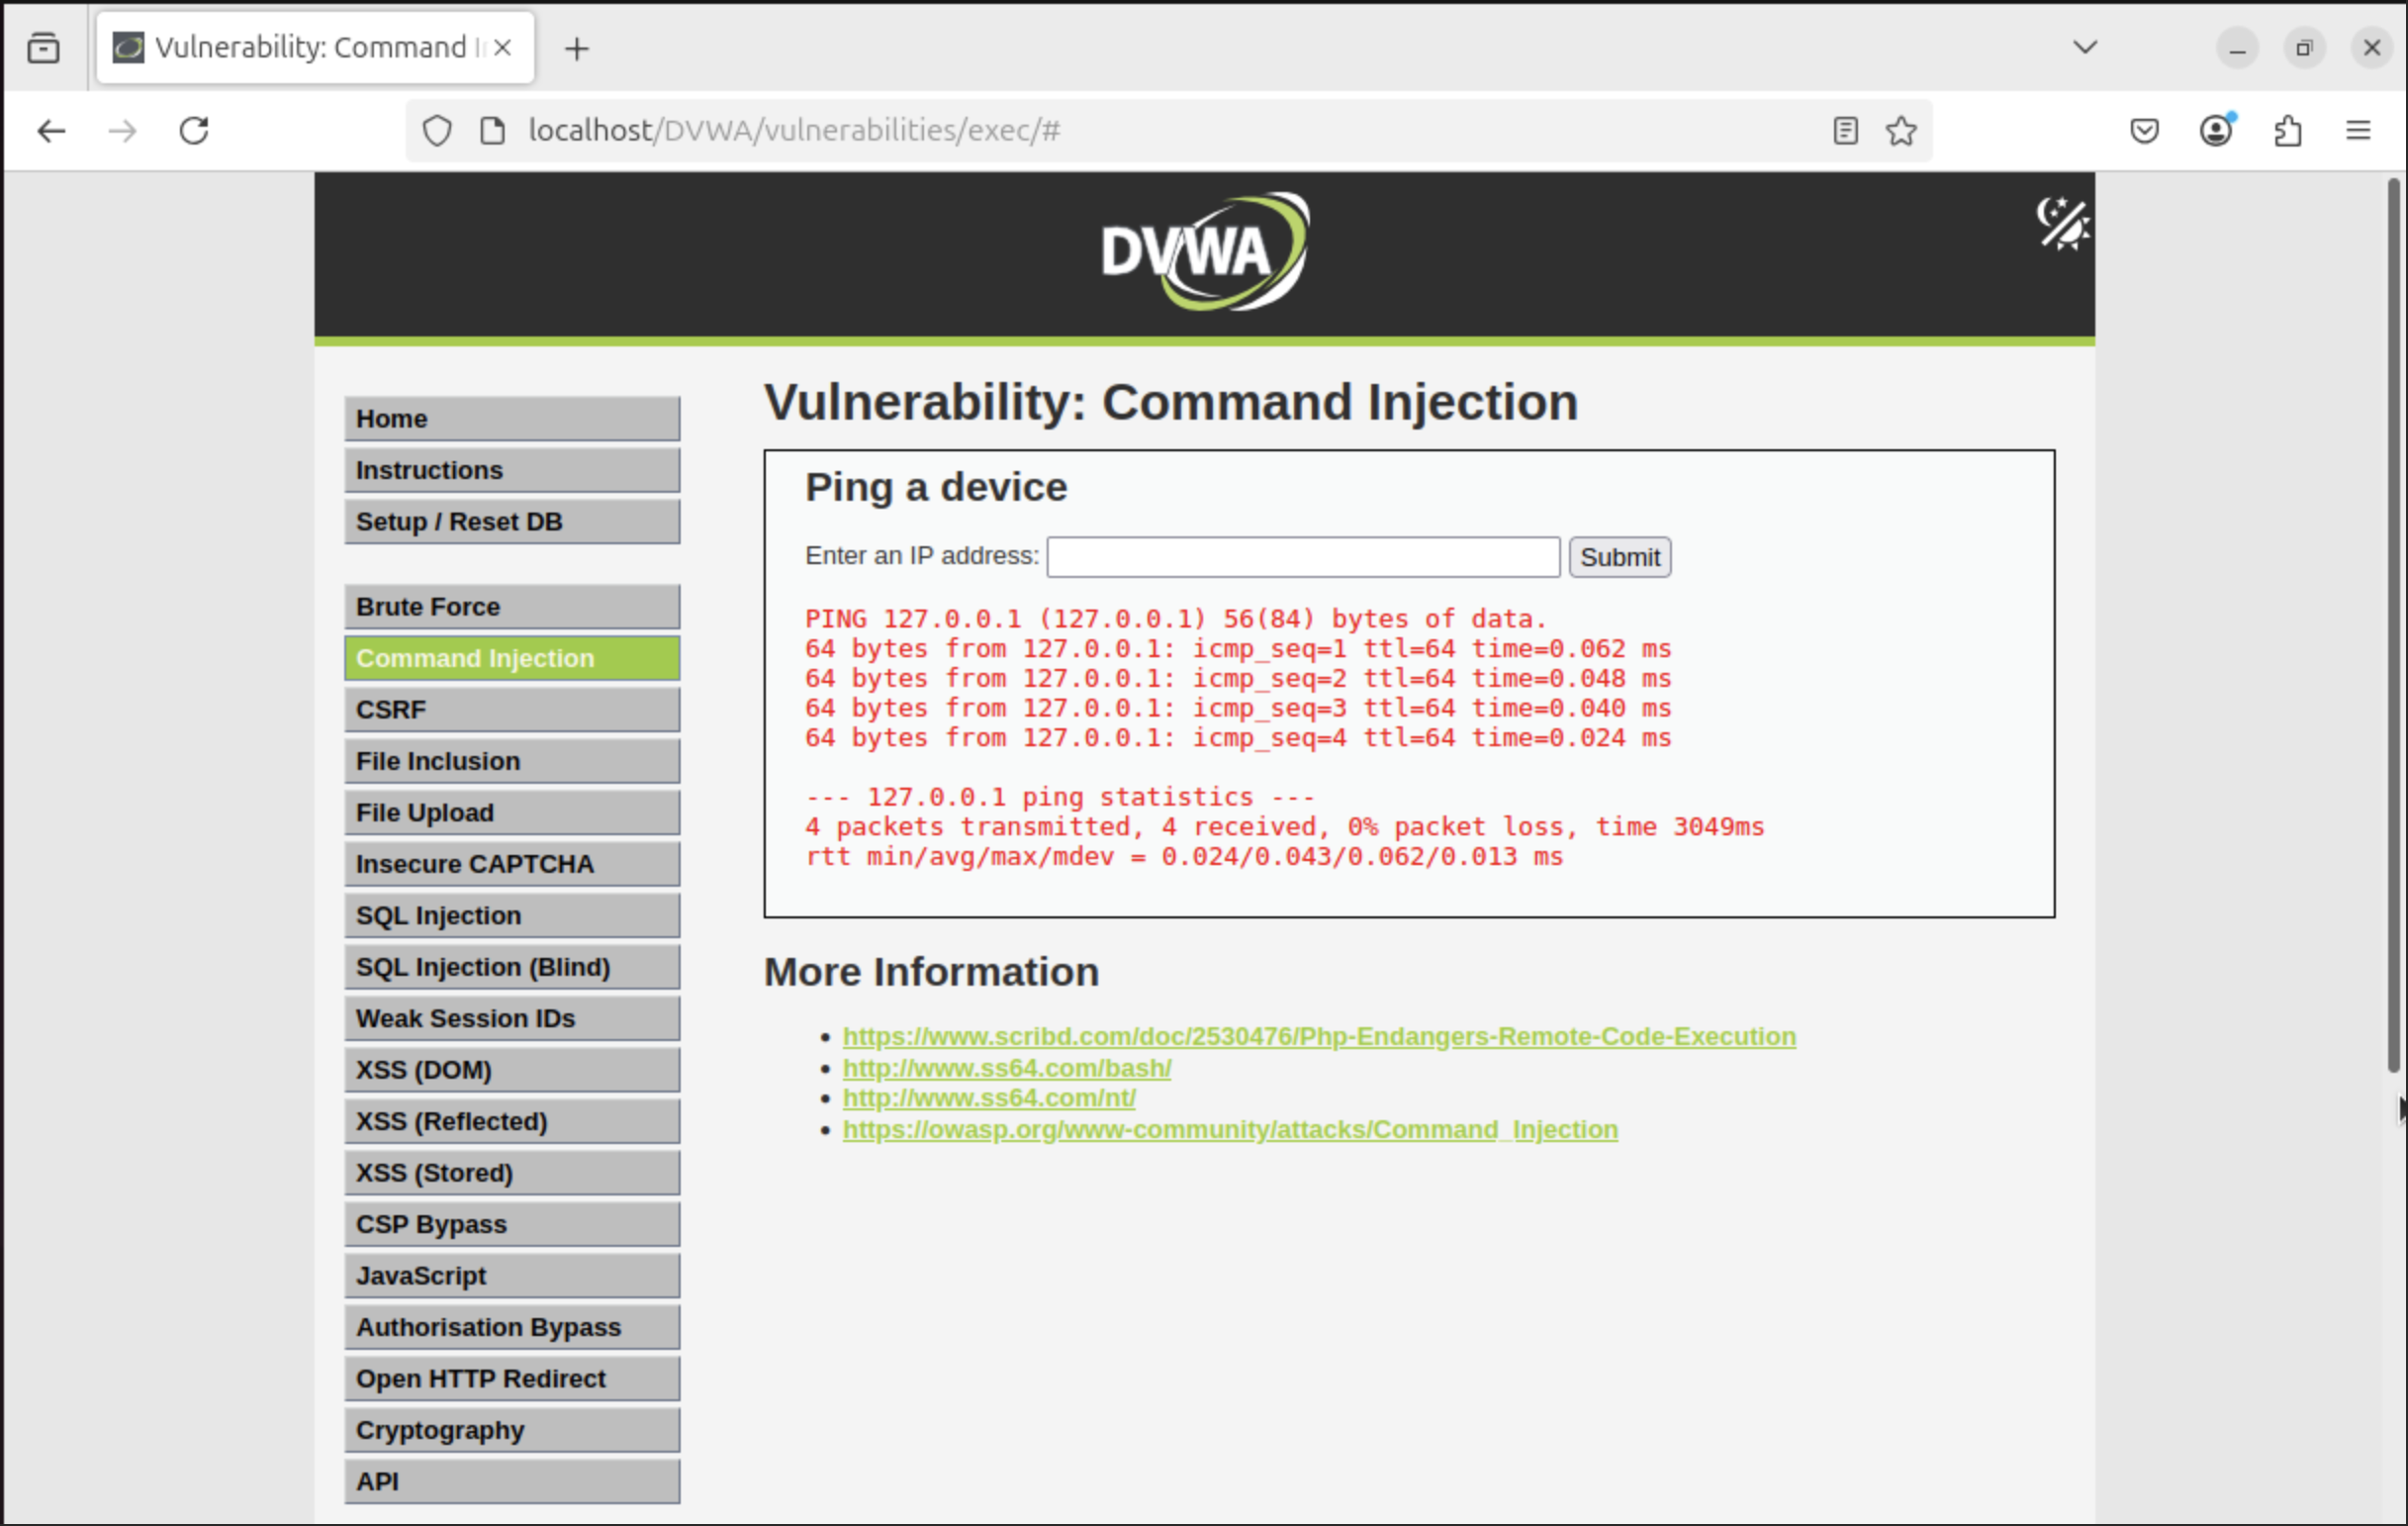 Vulnerability: Command
localhost/DVWA/vulnerabilities/exec/#
DVWA
Home
Instructions
Setup / Reset DB
Brute Force
Command Injection
CSRF
File Inclusion
File Upload
Insecure CAPTCHA
SQL Injection
SQL Injection (Blind)
Weak Session IDs
XSS (DOM)
XSS (Reflected)
XSS (Stored)
CSP Bypass
JavaScript
Authorisation Bypass
Open HTTP Redirect
Cryptography
API
Vulnerability: Command Injection
Ping a device
Enter an IP address: Submit
PING 127.0.0.1 (127.0.0.1) 56(84) bytes of data.
64 bytes from 127.0.0.1: icmp_seq=1 ttl=64 time=0.062 ms
64 bytes from 127.0.0.1: icmp_seq=2 ttl=64 time=0.048 ms
64 bytes from 127.0.0.1: icmp_seq=3 ttl=64 time=0.040 ms
64 bytes from 127.0.0.1: icmp_seq=4 ttl=64 time=0.024 ms
--- 127.0.0.1 ping statistics ---
4 packets transmitted, 4 received, 0% packet loss, time 3049ms
rtt min/avg/max/mdev = 0.024/0.043/0.062/0.013 ms
More Information
https://www.scribd.com/doc/2530476/Php-Endangers-Remote-Code-Execution
http://www.ss64.com/bash/
http://www.ss64.com/nt/
https://owasp.org/www-community/attacks/Command_Injection